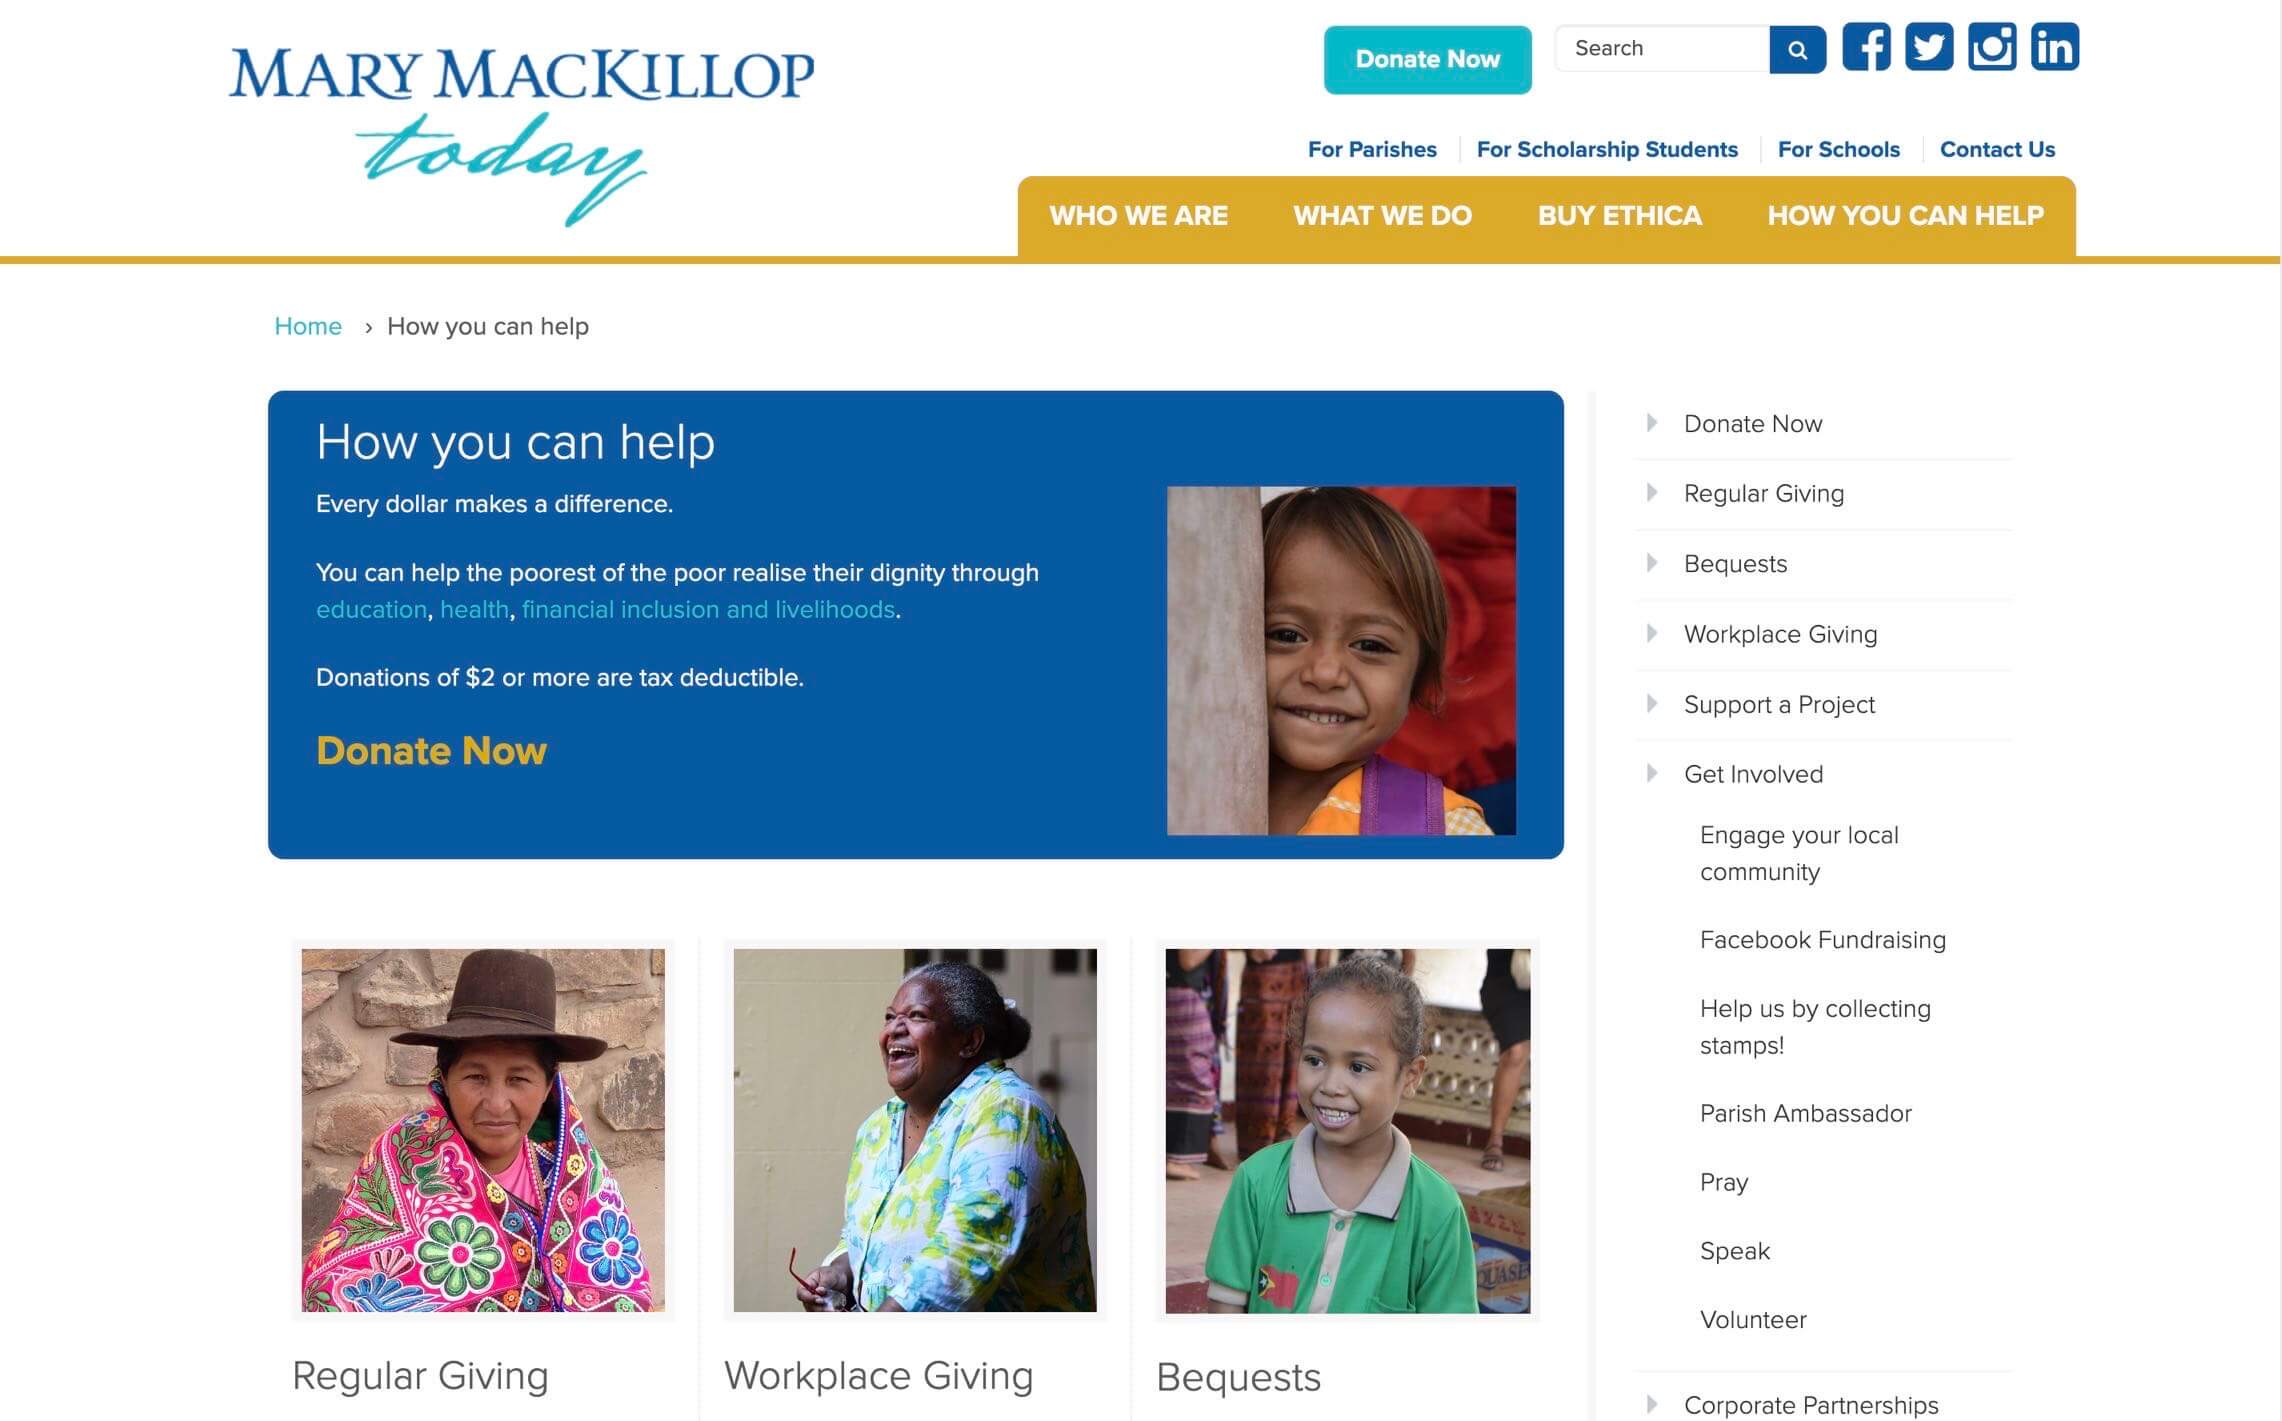 MARY MACKILLOP
today
Donate Now
Search
For Parishes
For Scholarship Students
For Schools
Contact Us
WHO WE ARE
WHAT WE DO
BUY ETHICA
HOW YOU CAN HELP
Home › How you can help
How you can help
Every dollar makes a difference.
You can help the poorest of the poor realise their dignity through
education, health, financial inclusion and livelihoods.
Donations of $2 or more are tax deductible.
Donate Now
Regular Giving
Workplace Giving
Bequests
Donate Now
Regular Giving
Bequests
Workplace Giving
Support a Project
Get Involved
Engage your local
community
Facebook Fundraising
Help us by collecting
stamps!
Parish Ambassador
Pray
Speak
Volunteer
Corporate Partnerships